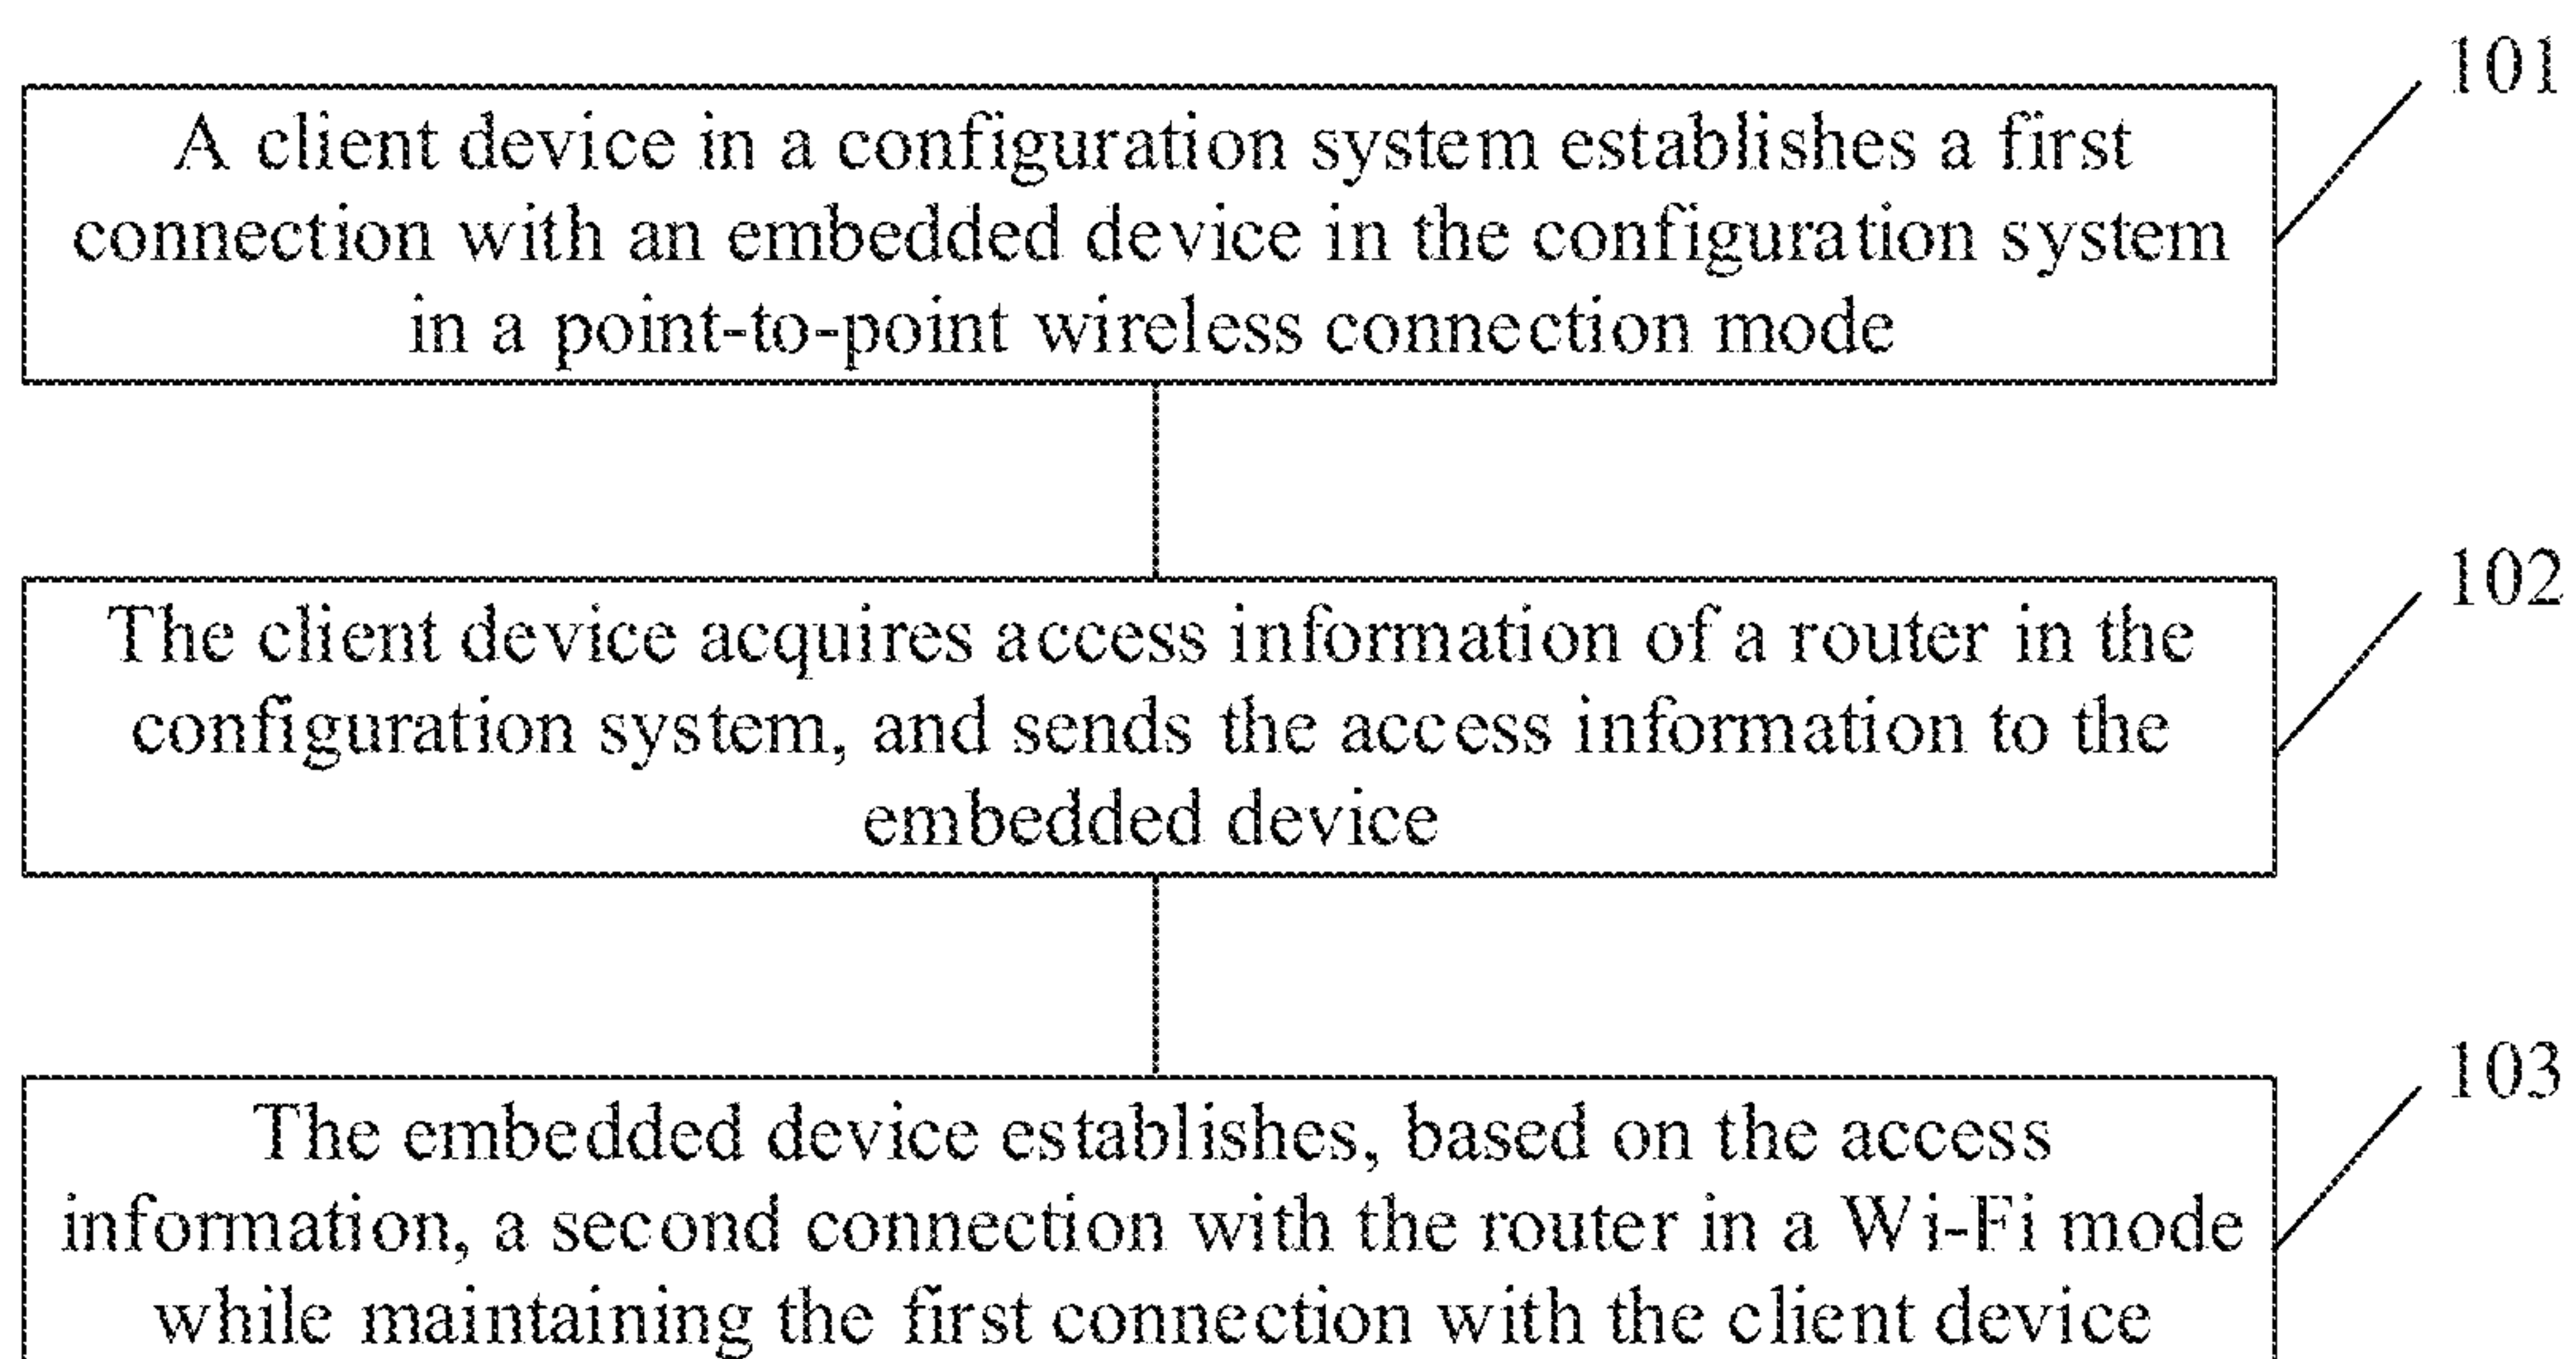 101
A client device in a configuration system establishes a first
connection with an embedded device in the configuration system
in a point-to-point wireless connection mode
102
The client device acquires access information of a router in the
configuration system, and sends the access information to the
embedded device
103
The embedded device establishes, based on the access
information, a second connection with the router in a Wi-Fi mode
while maintaining the first connection with the client device